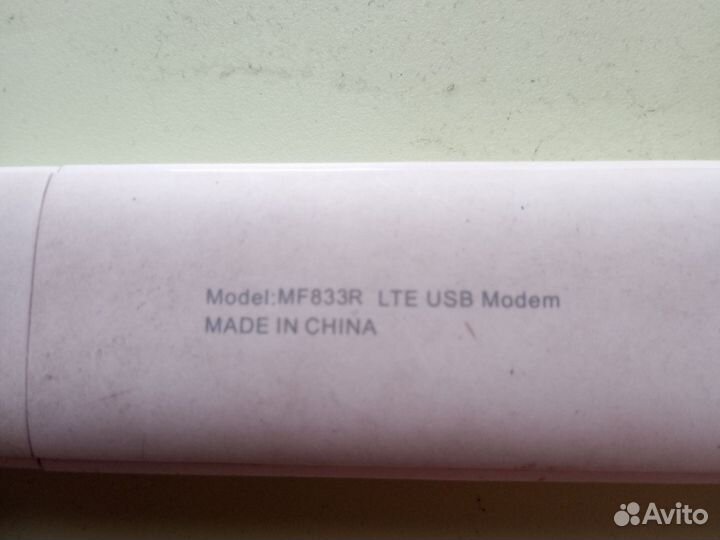 Model:MF833R LTE USB Modem
MADE IN CHINA
Avito